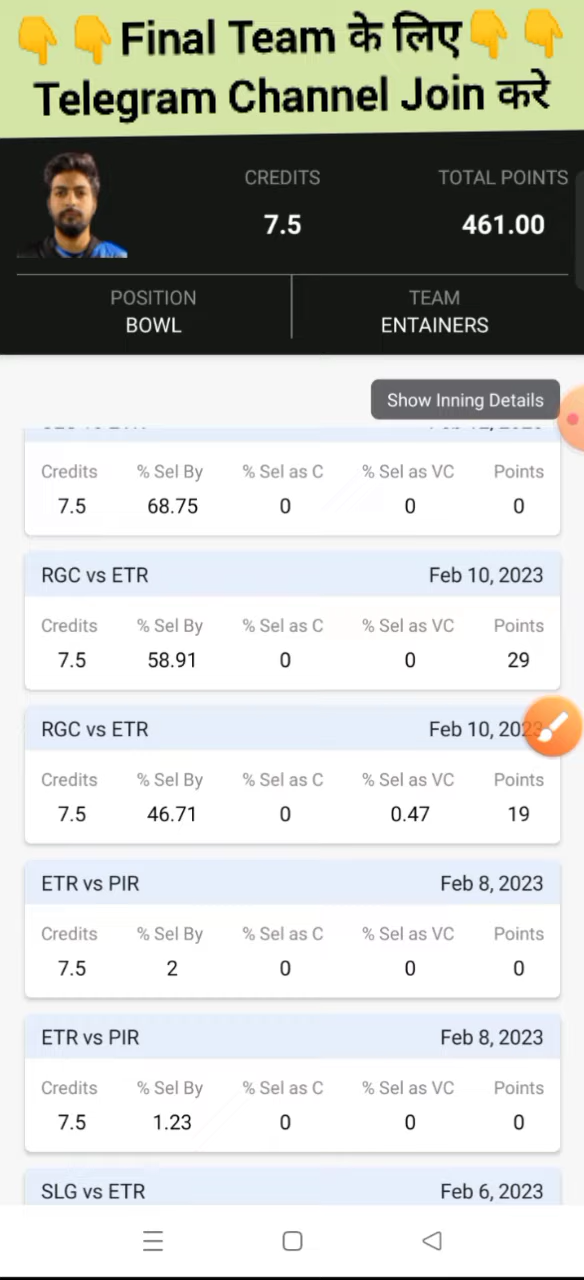 👇👇Final Team के लिए👇👇
Telegram Channel Join करे
CREDITS TOTAL POINTS
7.5 461.00
POSITION TEAM
BOWL ENTAINERS
Show Inning Details
Credits % Sel By % Sel as C % Sel as VC Points
7.5 68.75 0 0 0
RGC vs ETR Feb 10, 2023
Credits % Sel By % Sel as C % Sel as VC Points
7.5 58.91 0 0 29
RGC vs ETR Feb 10, 2023
Credits % Sel By % Sel as C % Sel as VC Points
7.5 46.71 0 0.47 19
ETR vs PIR Feb 8, 2023
Credits % Sel By % Sel as C % Sel as VC Points
7.5 2 0 0 0
ETR vs PIR Feb 8, 2023
Credits % Sel By % Sel as C % Sel as VC Points
7.5 1.23 0 0 0
SLG vs ETR Feb 6, 2023